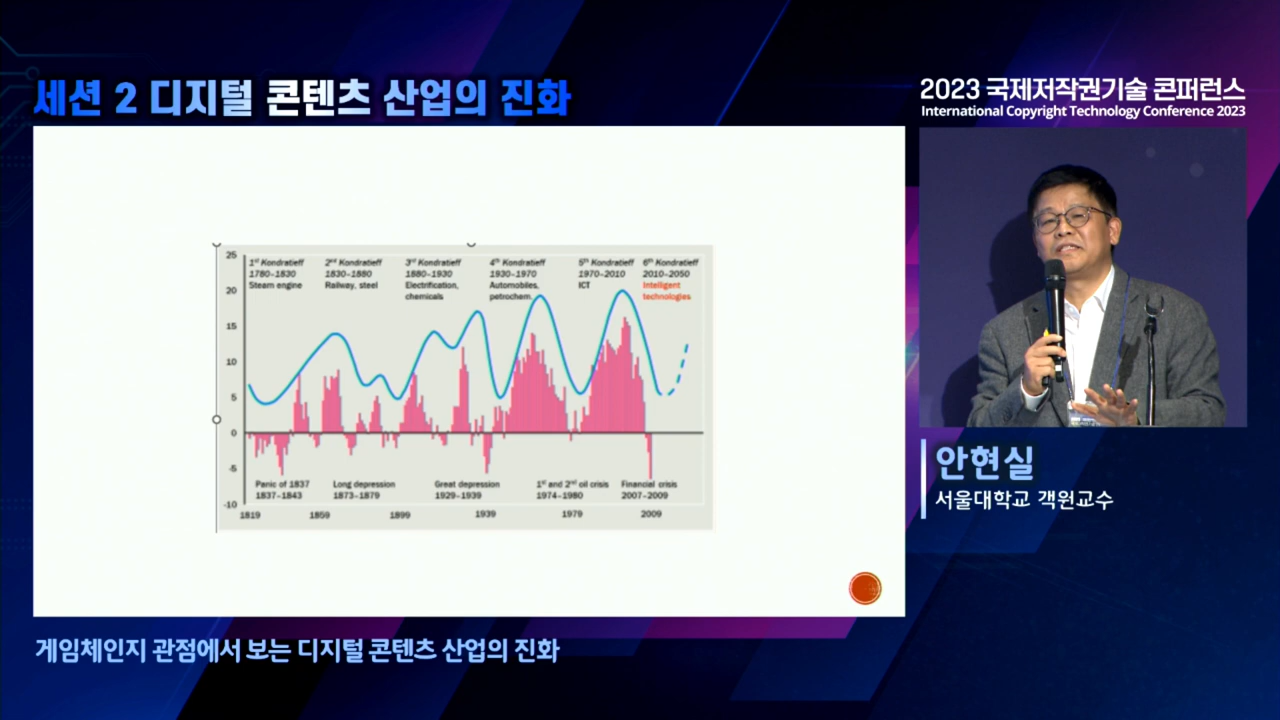 세션 2 디지털 콘텐츠 산업의 진화
2023 국제저작권기술 콘퍼런스
International Copyright Technology Conference 2023
25
20
15
10
5
0
-5
-10
1st Kondratieff
1780–1830
Steam engine
2nd Kondratieff
1830–1880
Railway, steel
3rd Kondratieff
1880–1930
Electrification,
chemicals
4th Kondratieff
1930–1970
Automobiles,
petrochem.
5th Kondratieff
1970–2010
ICT
6th Kondratieff
2010–2050
Intelligent
technologies
Panic of 1837
1837–1843
Long depression
1873–1879
Great depression
1929–1939
1st and 2nd oil crisis
1974–1980
Financial crisis
2007–2009
1819
1859
1899
1939
1979
2009
안현실
서울대학교 객원교수
게임체인지 관점에서 보는 디지털 콘텐츠 산업의 진화